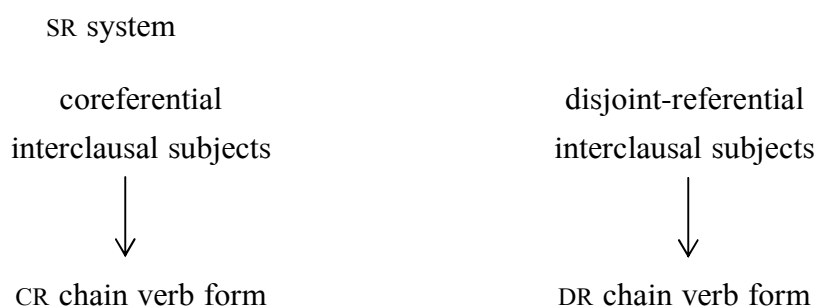 SR system
coreferential
interclausal subjects
disjoint-referential
interclausal subjects
CR chain verb form
DR chain verb form